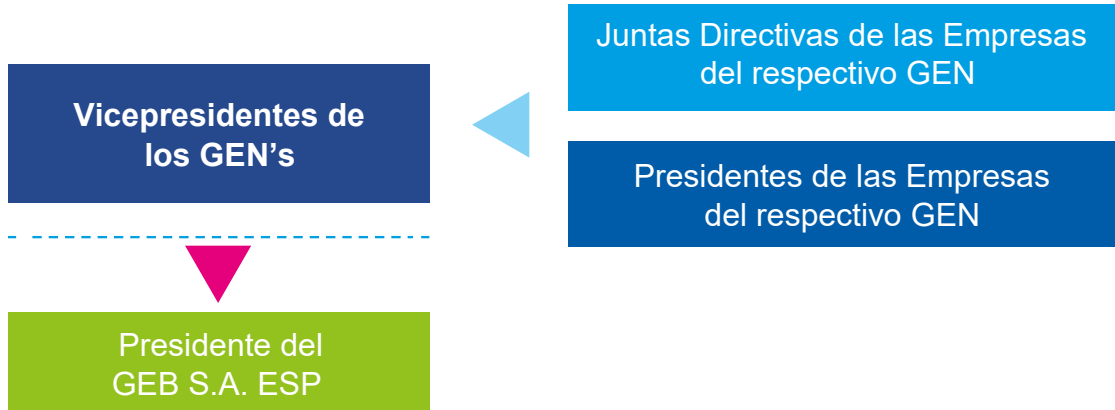 Vicepresidentes de
los GEN’s
Juntas Directivas de las Empresas
del respectivo GEN
Presidentes de las Empresas
del respectivo GEN
Presidente del
GEB S.A. ESP